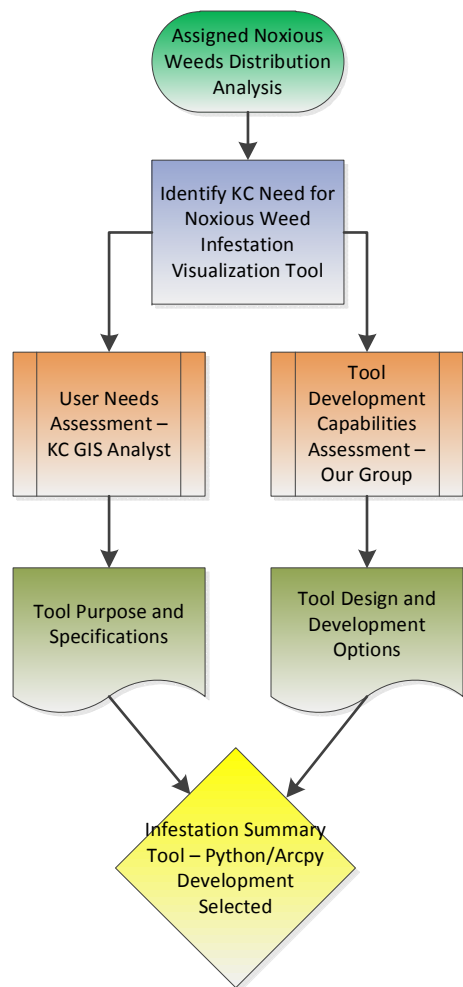 Assigned Noxious
Weeds Distribution
Analysis
Identify KC Need for
Noxious Weed
Infestation
Visualization Tool
User Needs
Assessment –
KC GIS Analyst
Tool
Development
Capabilities
Assessment –
Our Group
Tool Purpose and
Specifications
Tool Design and
Development
Options
Infestation Summary
Tool – Python/Arcpy
Development
Selected